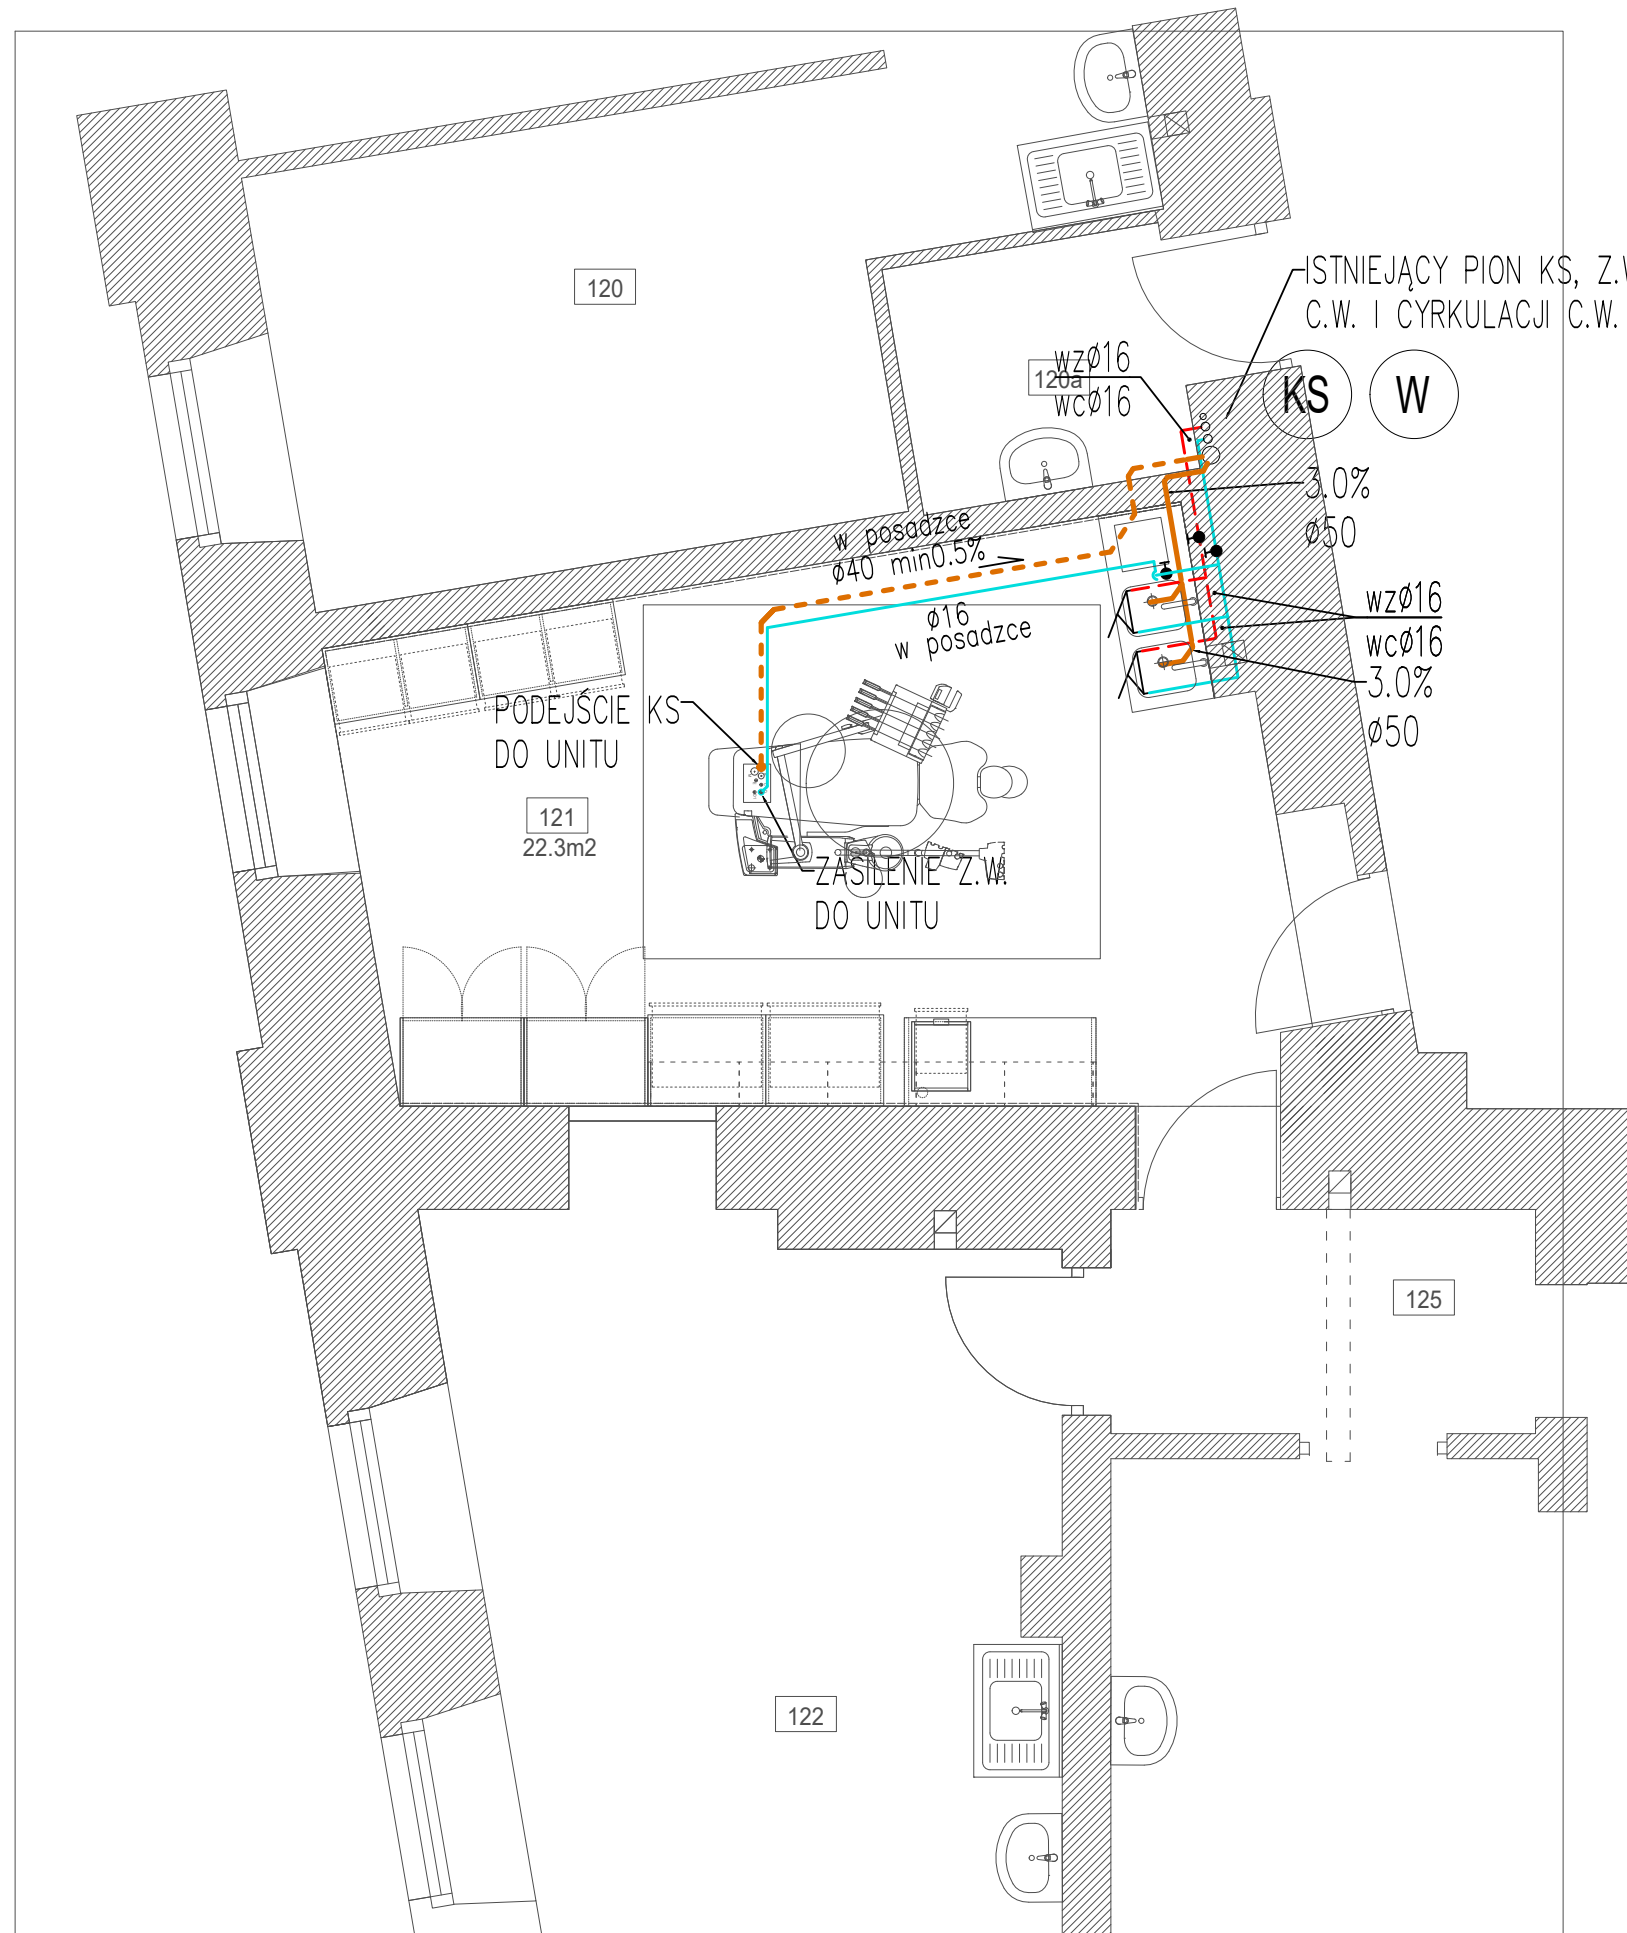 120
ISTNIEJĄCY PION KS, Z.W
C.W. I CYRKULACJI C.W.
wzø16
120a
wcø16
KS
W
3.0%
ø50
w posadzce
ø40 min0.5%
wzø16
wcø16
3.0%
ø50
ø16
w posadzce
PODEJŚCIE KS
DO UNITU
121
22.3m2
ZASILENIE Z.W.
DO UNITU
125
122